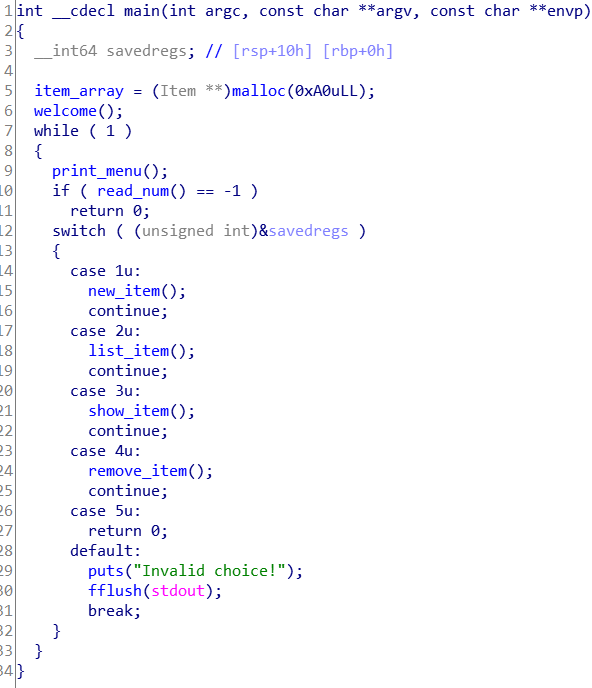 1 int __cdecl main(int argc, const char **argv, const char **envp)
2 {
3   __int64 savedregs; // [rsp+10h] [rbp+0h]
4
5   item_array = (Item **)malloc(0xA0uLL);
6   welcome();
7   while ( 1 )
8   {
9     print_menu();
10     if ( read_num() == -1 )
11       return 0;
12     switch ( (unsigned int)&savedregs )
13     {
14       case 1u:
15         new_item();
16         continue;
17       case 2u:
18         list_item();
19         continue;
20       case 3u:
21         show_item();
22         continue;
23       case 4u:
24         remove_item();
25         continue;
26       case 5u:
27         return 0;
28       default:
29         puts("Invalid choice!");
30         fflush(stdout);
31         break;
32     }
33   }
34 }